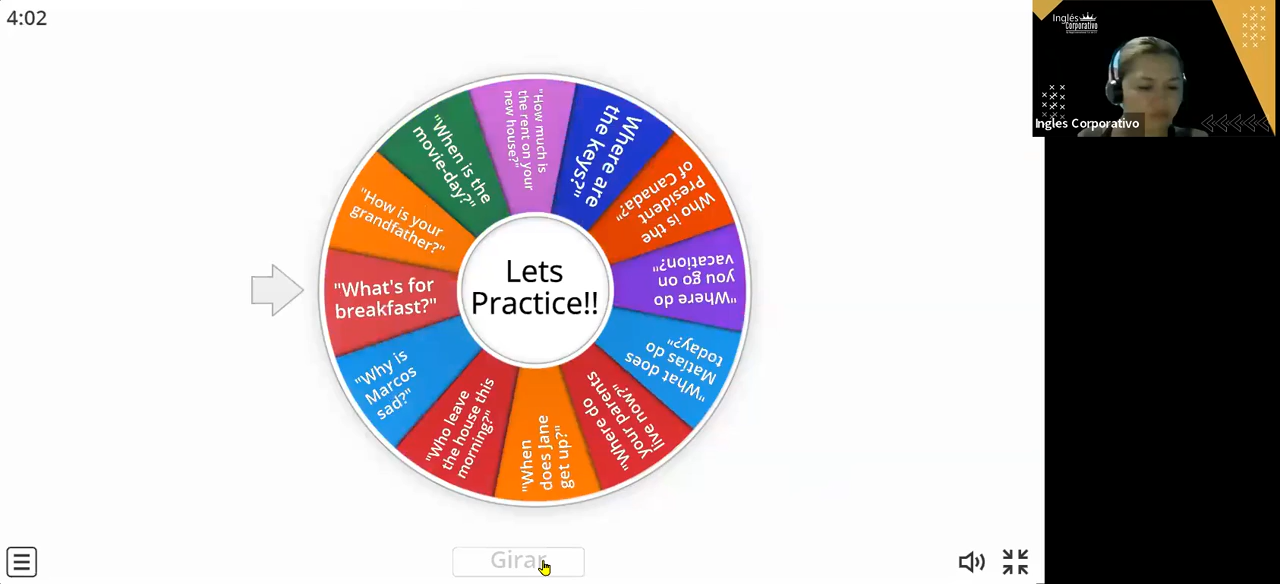 4:02
"How much is
the rent on your
new house?"
Where are
the keys?"
Who is the
President
of Canada?"
"Where do
you go on
vacation?"
"What does
Matías do
today?"
"Where do
your parents
live now?"
"When
does Jane
get up?"
"Who leave
the house this
morning?"
"Why is
Marcos
sad?"
"What's for
breakfast?"
"How is your
grandfather?"
"When is the
movie-day?"
Lets
Practice!!
Girar
Inglés
Corporativo
Ingles Corporativo